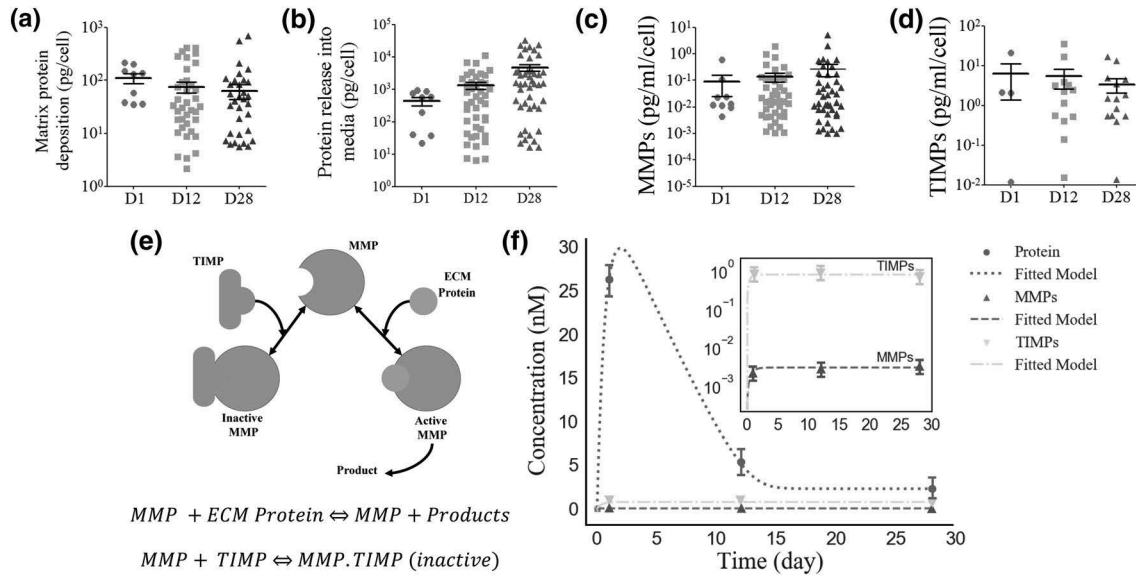 (a)
Matrix protein
deposition (pg/cell)
10³
10²
10¹
10⁰
D1 D12 D28
(b)
Protein release into
media (pg/cell)
10⁵
10⁴
10³
10²
10¹
10⁰
D1 D12 D28
(c)
MMPs (pg/ml/cell)
10¹
10⁰
10⁻¹
10⁻²
10⁻³
10⁻⁴
10⁻⁵
D1 D12 D28
(d)
TIMPs (pg/ml/cell)
10²
10¹
10⁰
10⁻¹
10⁻²
D1 D12 D28
(e)
MMP
TIMP
ECM
Protein
Inactive
MMP
Active
MMP
Product
MMP + ECM Protein ⇔ MMP + Products
MMP + TIMP ⇔ MMP.TIMP (inactive)
(f)
Concentration (nM)
30
25
20
15
10
5
0
0 5 10 15 20 25 30
Time (day)
10⁰
10⁻¹
10⁻²
10⁻³
TIMPs
MMPs
0 5 10 15 20 25 30
Protein
Fitted Model
MMPs
Fitted Model
TIMPs
Fitted Model